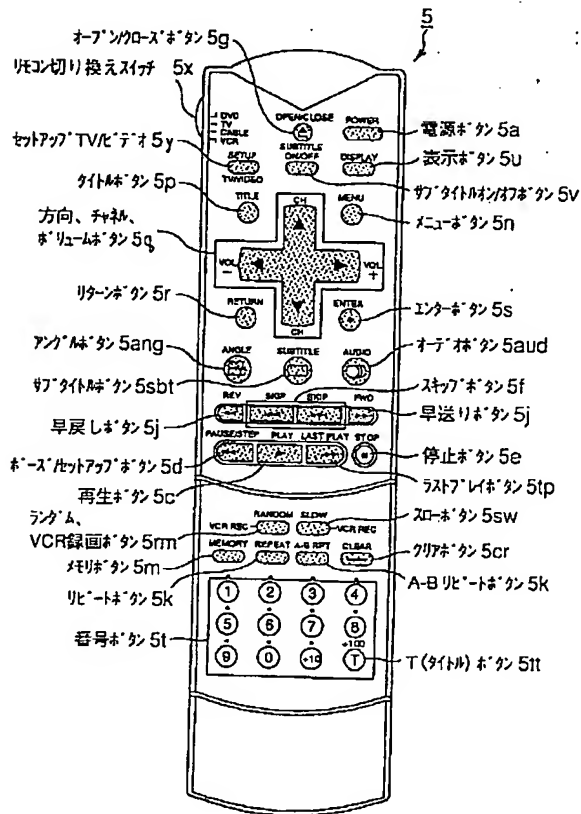 5
オープン/クローズボタン 5g
リモコン切り換えスイッチ 5x
DVD
TV
CABLE
VCR
OPEN/CLOSE
POWER
電源ボタン 5a
セットアップTV/ビデオ 5y
SETUP
TV/VIDEO
SUBTITLE
ON/OFF
DISPLAY
表示ボタン 5u
サブタイトルオン/オフボタン 5v
タイトルボタン 5p
TITLE
CH
MENU
メニューボタン 5n
方向、チャネル、
ボリュームボタン 5q
VOL
−
VOL
+
リターンボタン 5r
RETURN
CH
ENTER
エンターボタン 5s
アングルボタン 5ang
ANGLE
SUBTITLE
AUDIO
オーデオボタン 5aud
サブタイトルボタン 5sbt
スキップボタン 5f
REV
SKIP
SKIP
FWD
早戻しボタン 5j
早送りボタン 5j
PAUSE/STEP
PLAY
LAST PLAY
STOP
ポーズ/セットアップボタン 5d
停止ボタン 5e
再生ボタン 5c
ラストプレイボタン 5tp
ランダム、
VCR録画ボタン 5rm
VCR REC
RANDOM
SLOW
VCR REC
スローボタン 5sw
メモリボタン 5m
MEMORY
REPEAT
A-B RPT
CLEAR
クリアボタン 5cr
リピートボタン 5k
A-Bリピートボタン 5k
1
2
3
4
5
6
7
8
番号ボタン 5t
+100
9
0
+10
T
T(タイトル)ボタン 5tt